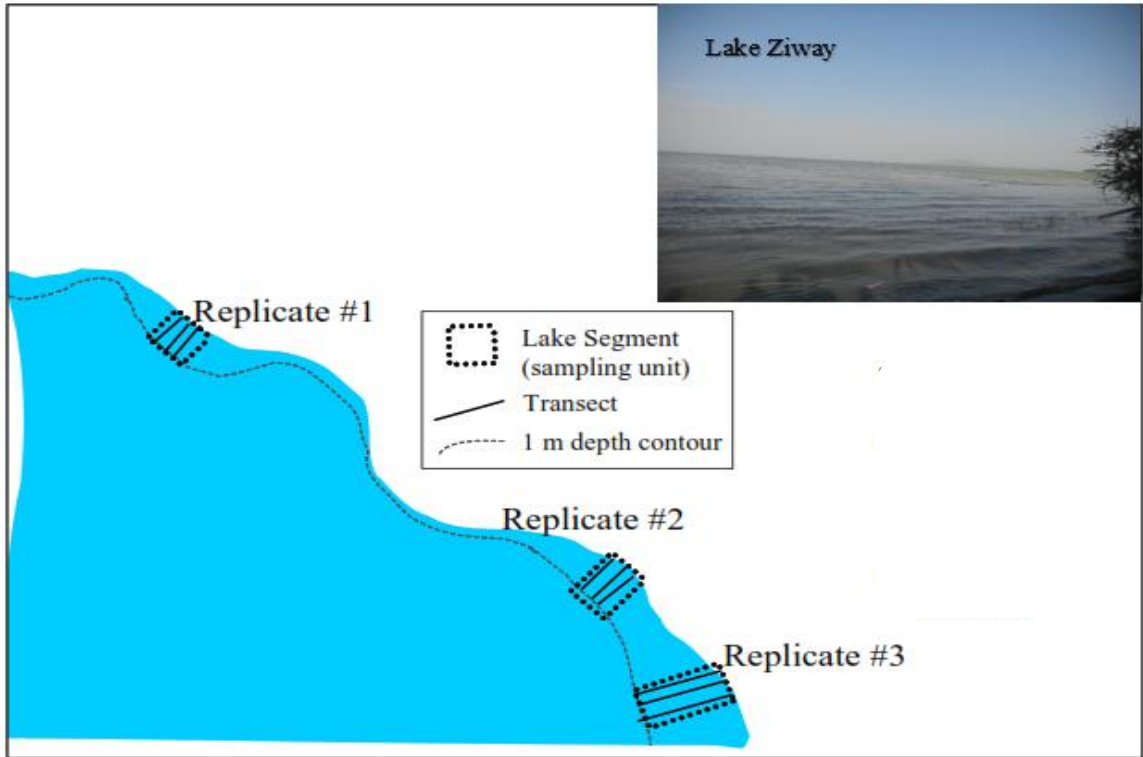 Lake Ziway
Replicate #1
Lake Segment
(sampling unit)
Transect
1 m depth contour
Replicate #2
Replicate #3